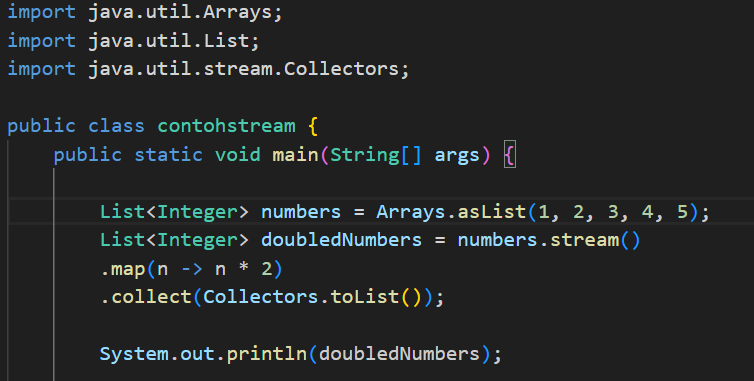 import java.util.Arrays;
import java.util.List;
import java.util.stream.Collectors;
public class contohstream {
public static void main(String[] args) {
List<Integer> numbers = Arrays.asList(1, 2, 3, 4, 5);
List<Integer> doubledNumbers = numbers.stream()
.map(n -> n * 2)
.collect(Collectors.toList());
System.out.println(doubledNumbers);